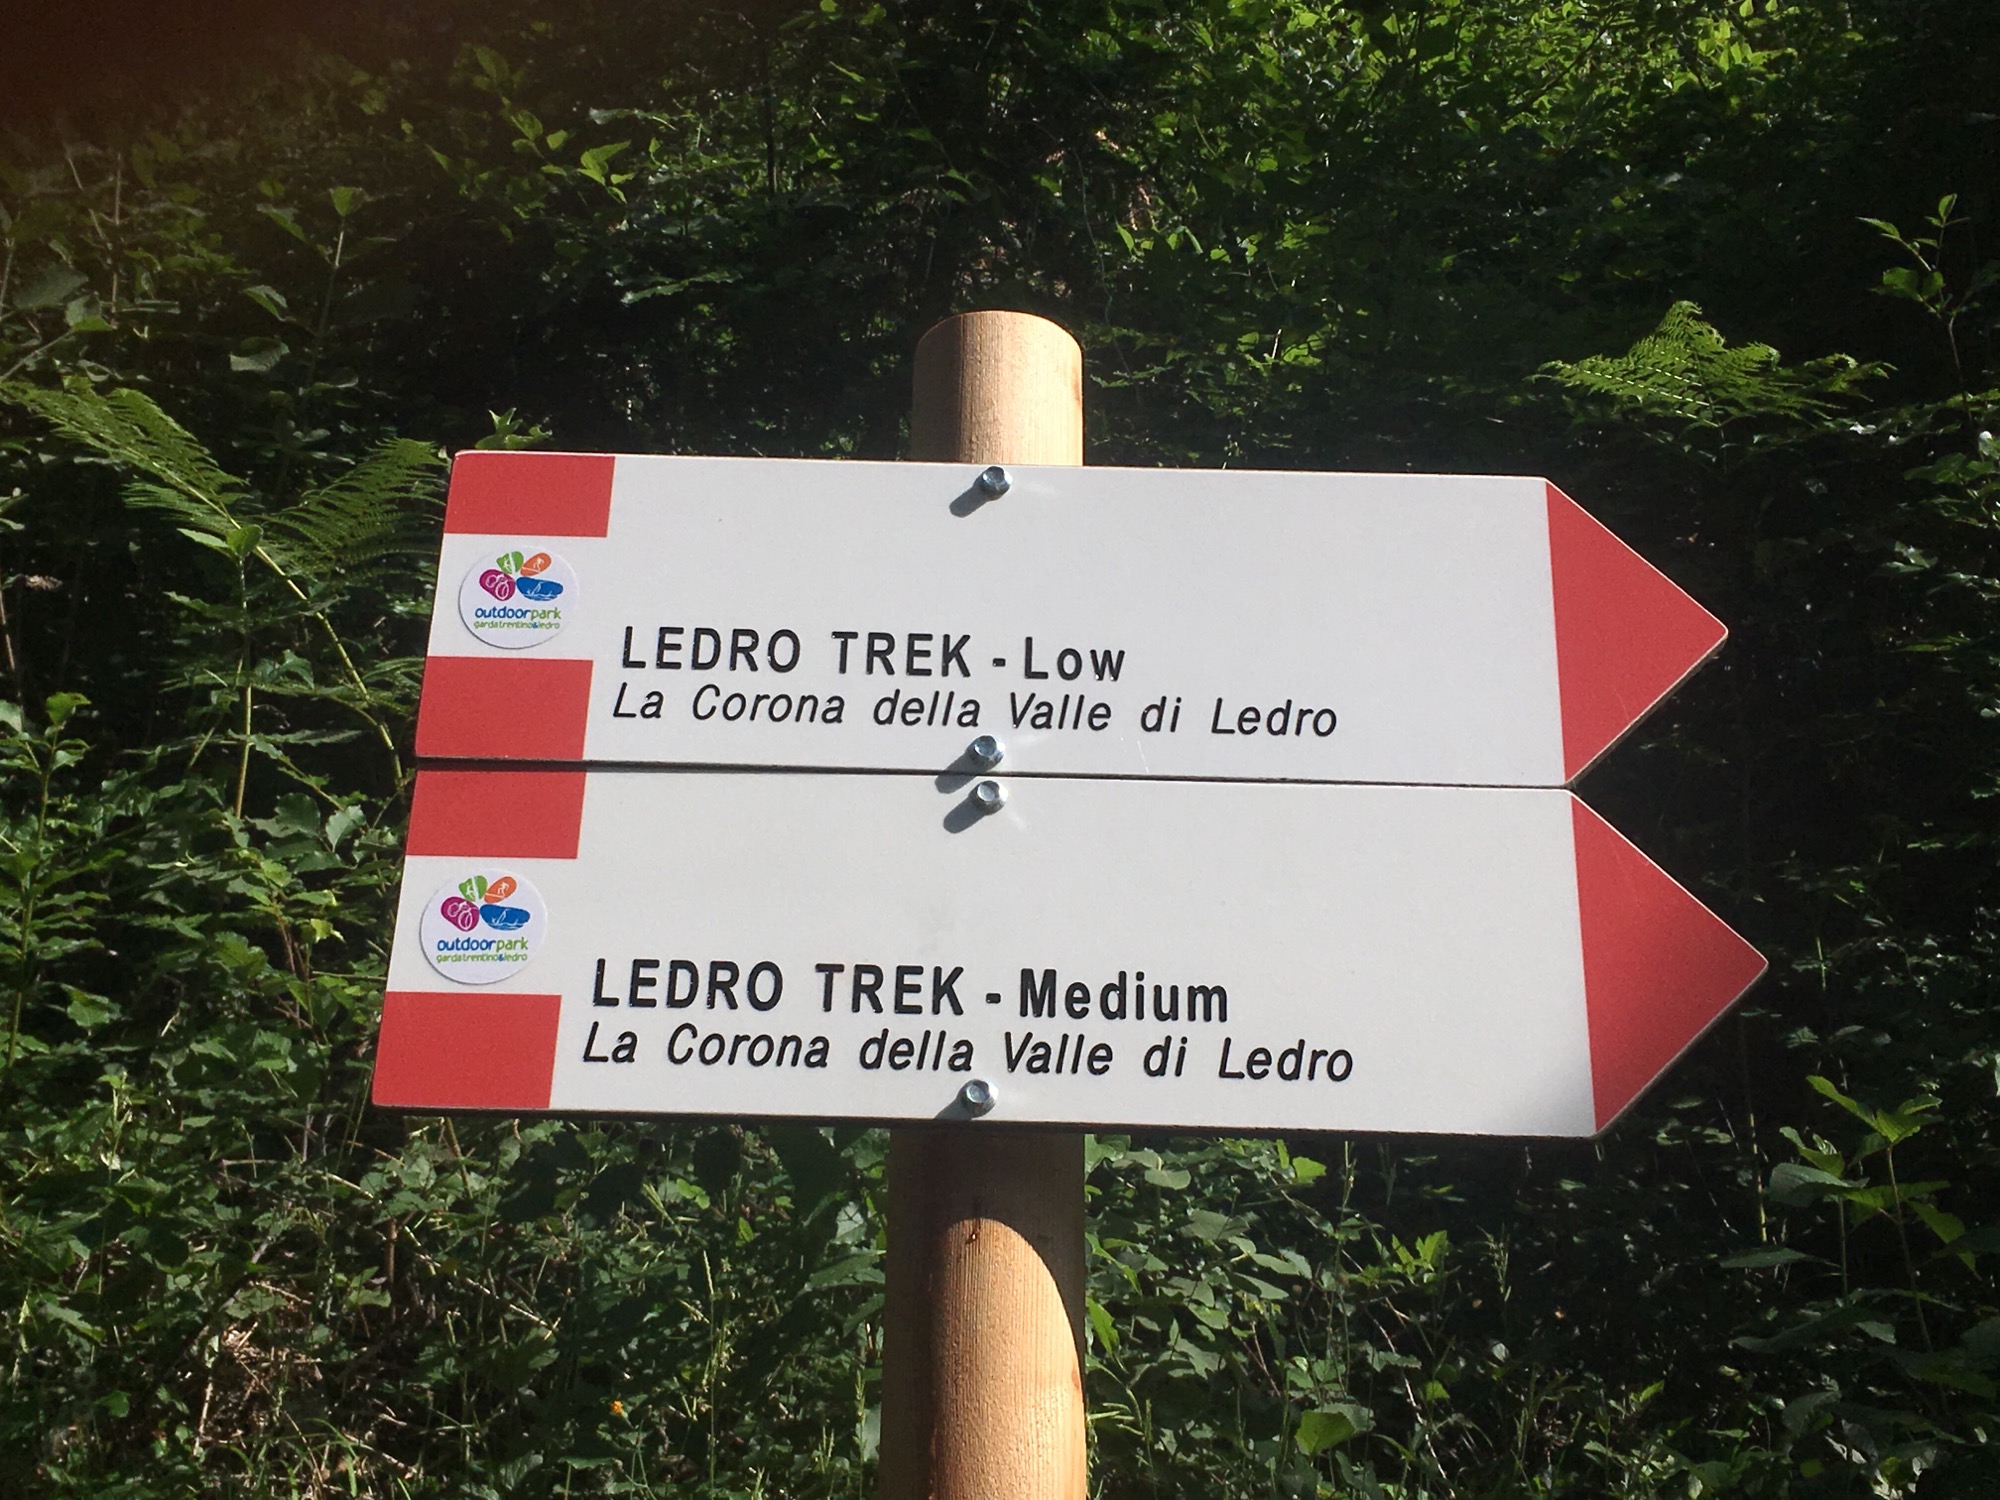 outdoorpark
gardatrentino&ledro
LEDRO TREK - Low
La Corona della Valle di Ledro
outdoorpark
gardatrentino&ledro
LEDRO TREK - Medium
La Corona della Valle di Ledro